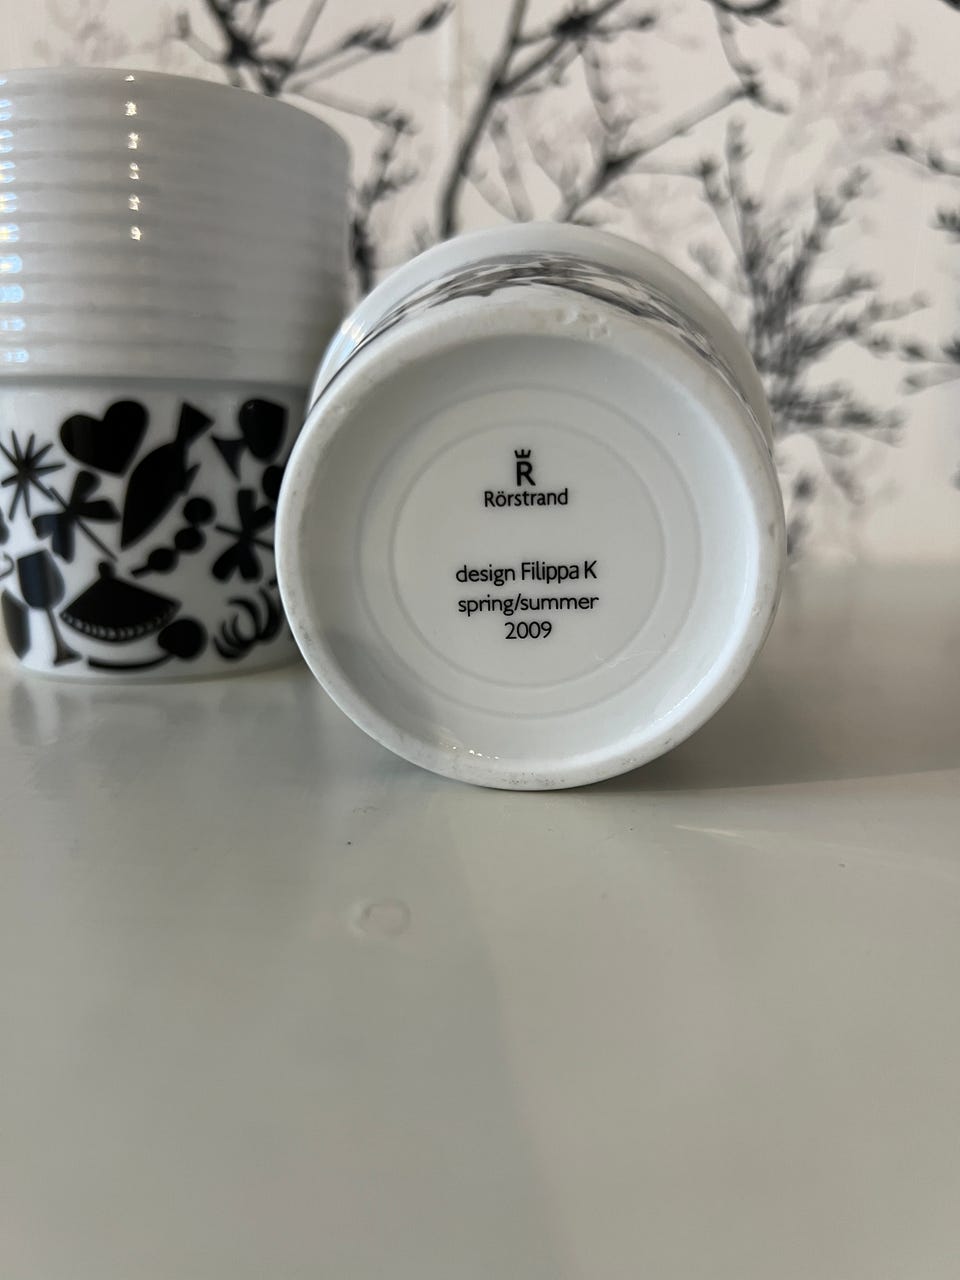 R
Rörstrand
design Filippa K
spring/summer
2009